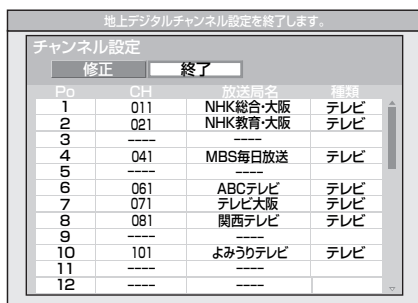 地上デジタルチャンネル設定を終了します。
チャンネル設定
修正 終了
Po CH 放送局名 種類
1 011 NHK総合・大阪 テレビ
2 021 NHK教育・大阪 テレビ
3 ---- ----
4 041 MBS毎日放送 テレビ
5 ---- ----
6 061 ABCテレビ テレビ
7 071 テレビ大阪 テレビ
8 081 関西テレビ テレビ
9 ---- ----
10 101 よみうりテレビ テレビ
11 ---- ----
12 ---- ----